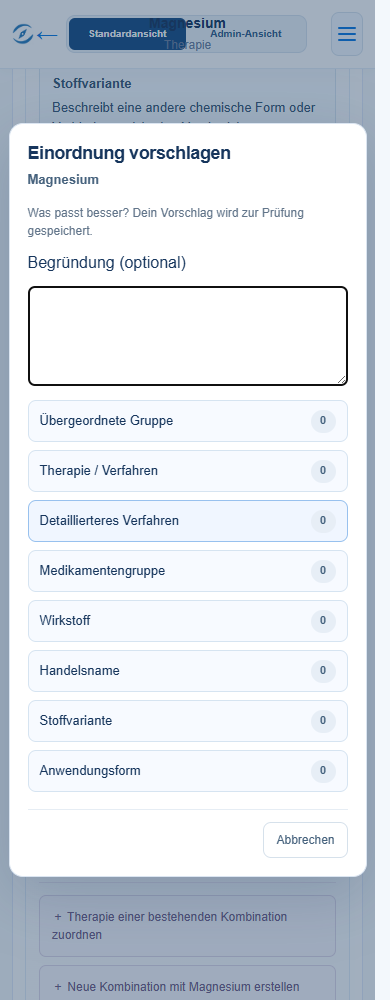 Magnesium
Standardansicht
Admin-Ansicht
Therapie
Stoffvariante
Beschreibt eine andere chemische Form oder
Einordnung vorschlagen
Magnesium
Was passt besser? Dein Vorschlag wird zur Prüfung
gespeichert.
Begründung (optional)
Übergeordnete Gruppe 0
Therapie / Verfahren 0
Detaillierteres Verfahren 0
Medikamentengruppe 0
Wirkstoff 0
Handelsname 0
Stoffvariante 0
Anwendungsform 0
Abbrechen
+ Therapie einer bestehenden Kombination
zuordnen
+ Neue Kombination mit Magnesium erstellen